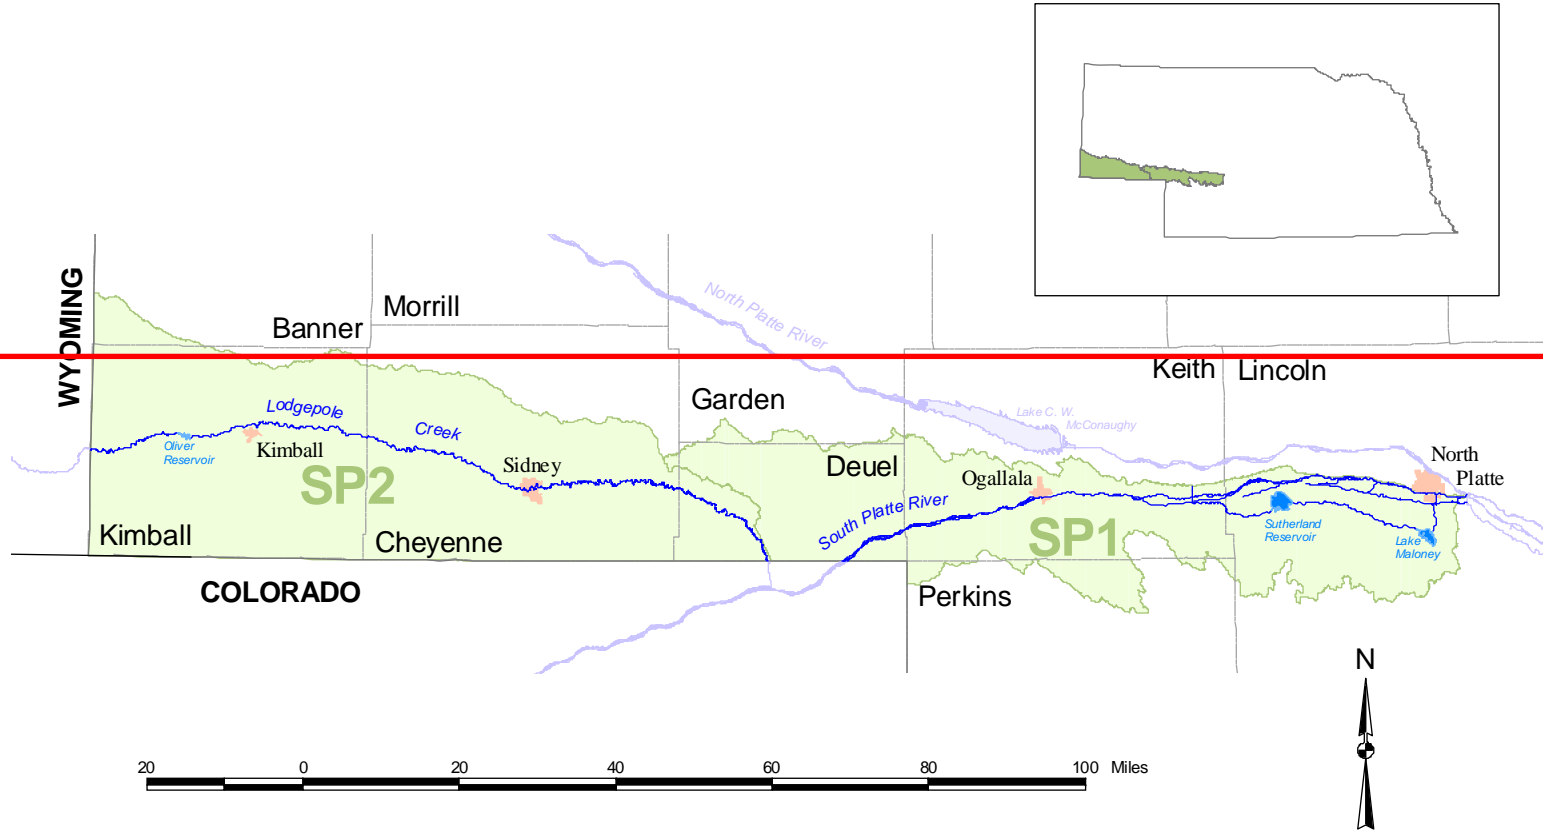 WYOMING
Banner
Morrill
North Platte River
Keith
Lincoln
Garden
Lake C. W.
McConaughy
Lodgepole
Creek
Oliver
Reservoir
Kimball
SP2
Sidney
Deuel
Ogallala
North
Platte
South Platte River
SP1
Sutherland
Reservoir
Lake
Maloney
Kimball
Cheyenne
COLORADO
Perkins
N
20 0 20 40 60 80 100 Miles